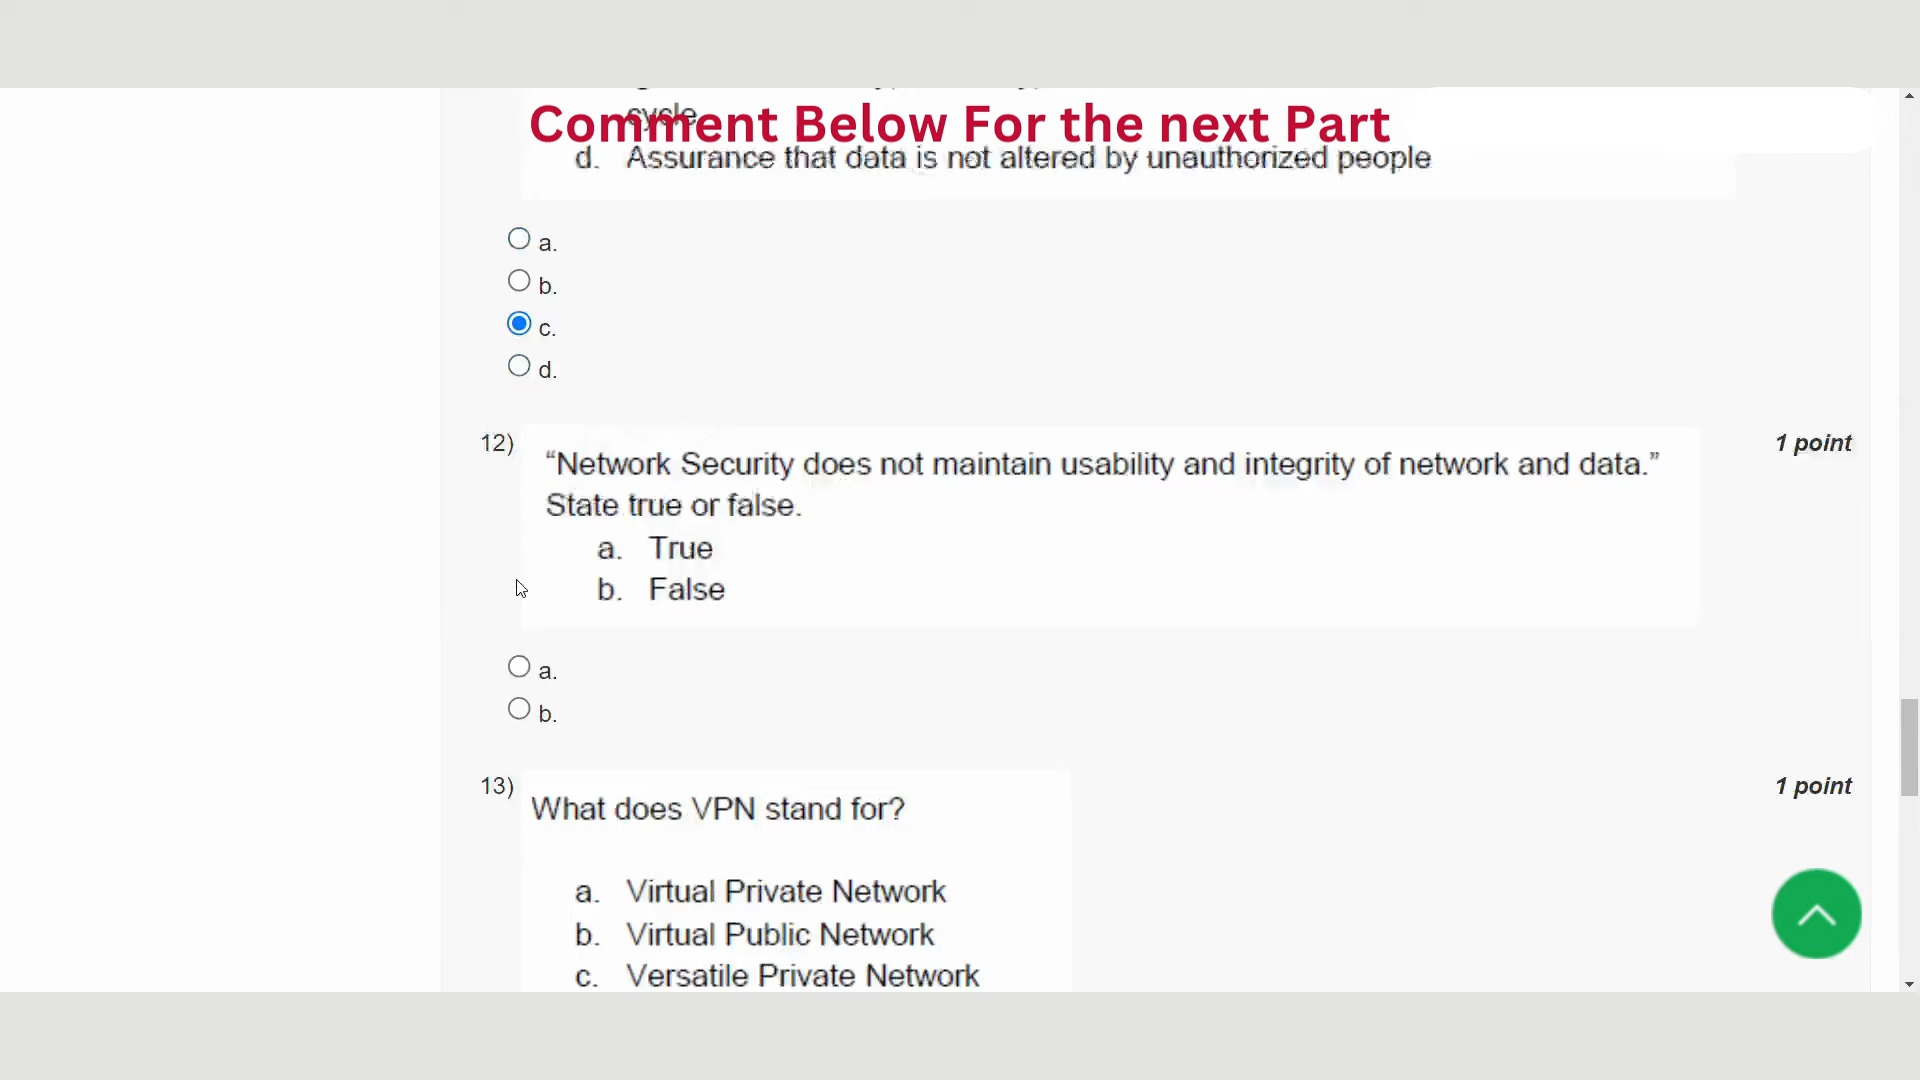 cycle
Comment Below For the next Part
d. Assurance that data is not altered by unauthorized people
a.
b.
c.
d.
12)
1 point
“Network Security does not maintain usability and integrity of network and data.”
State true or false.
a. True
b. False
a.
b.
13)
1 point
What does VPN stand for?
a. Virtual Private Network
b. Virtual Public Network
c. Versatile Private Network